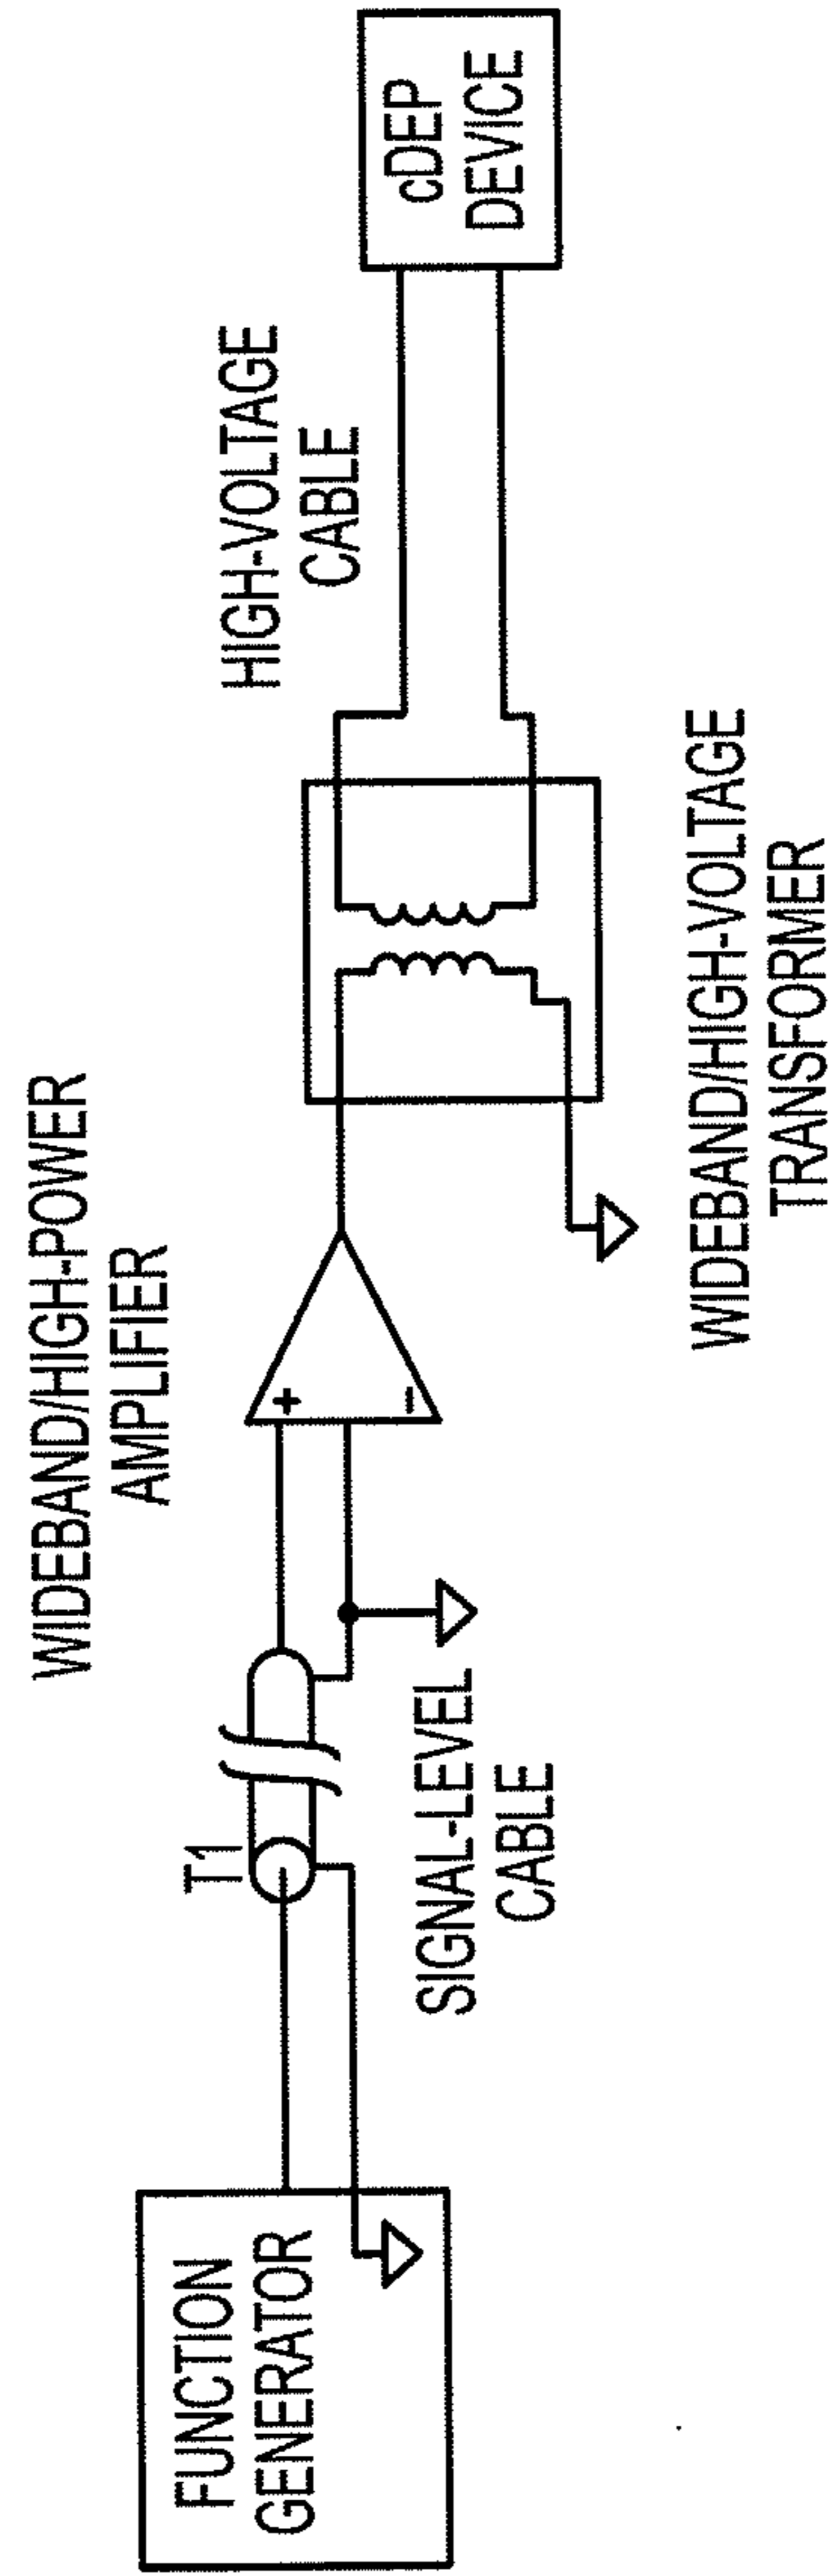 FUNCTION
GENERATOR
T1
SIGNAL-LEVEL
CABLE
WIDEBAND/HIGH-POWER
AMPLIFIER
+
−
WIDEBAND/HIGH-VOLTAGE
TRANSFORMER
HIGH-VOLTAGE
CABLE
cDEP
DEVICE